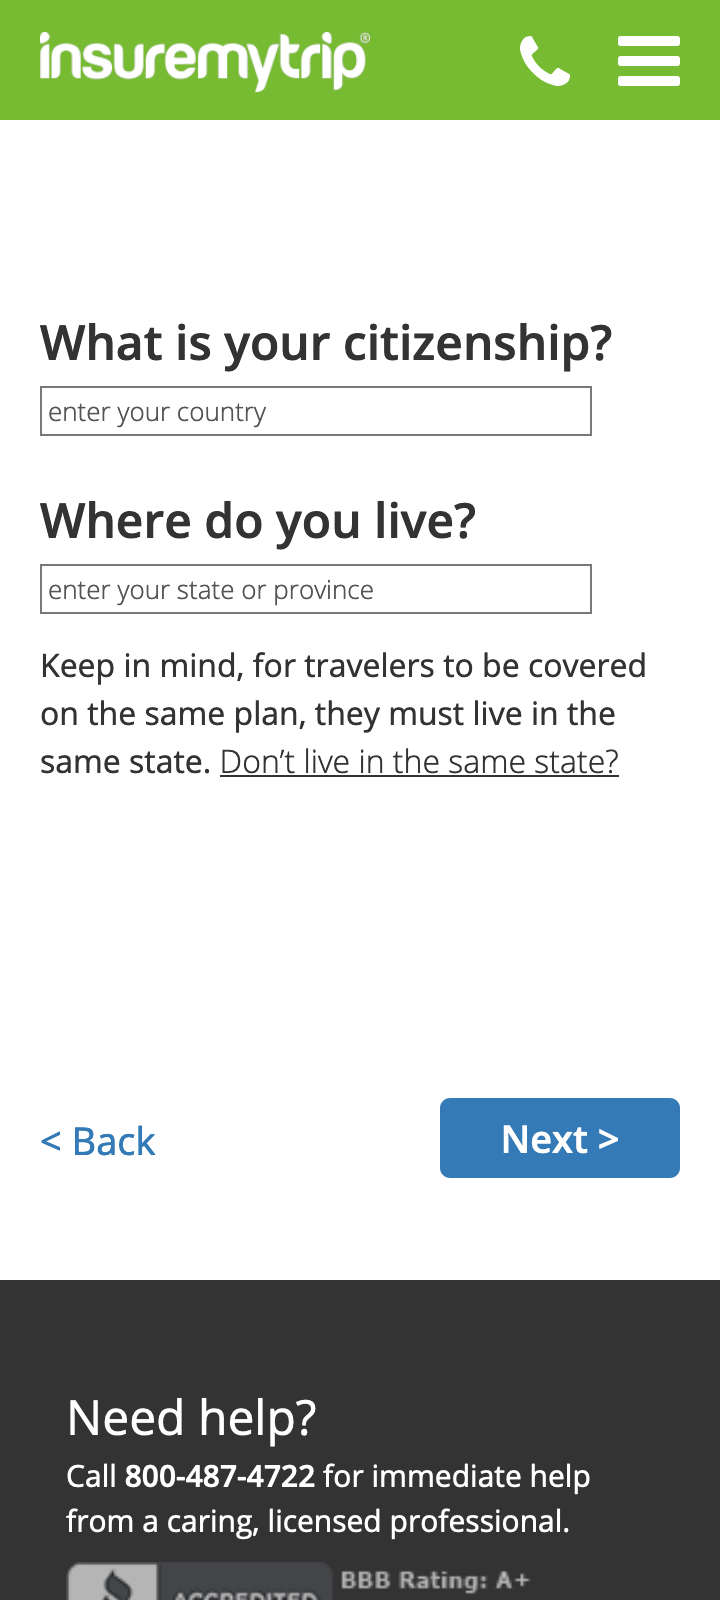 insuremytrip®
What is your citizenship?
enter your country
Where do you live?
enter your state or province
Keep in mind, for travelers to be covered
on the same plan, they must live in the
same state. Don’t live in the same state?
< Back
Next >
Need help?
Call 800-487-4722 for immediate help
from a caring, licensed professional.
BBB Rating: A+
ACCREDITED